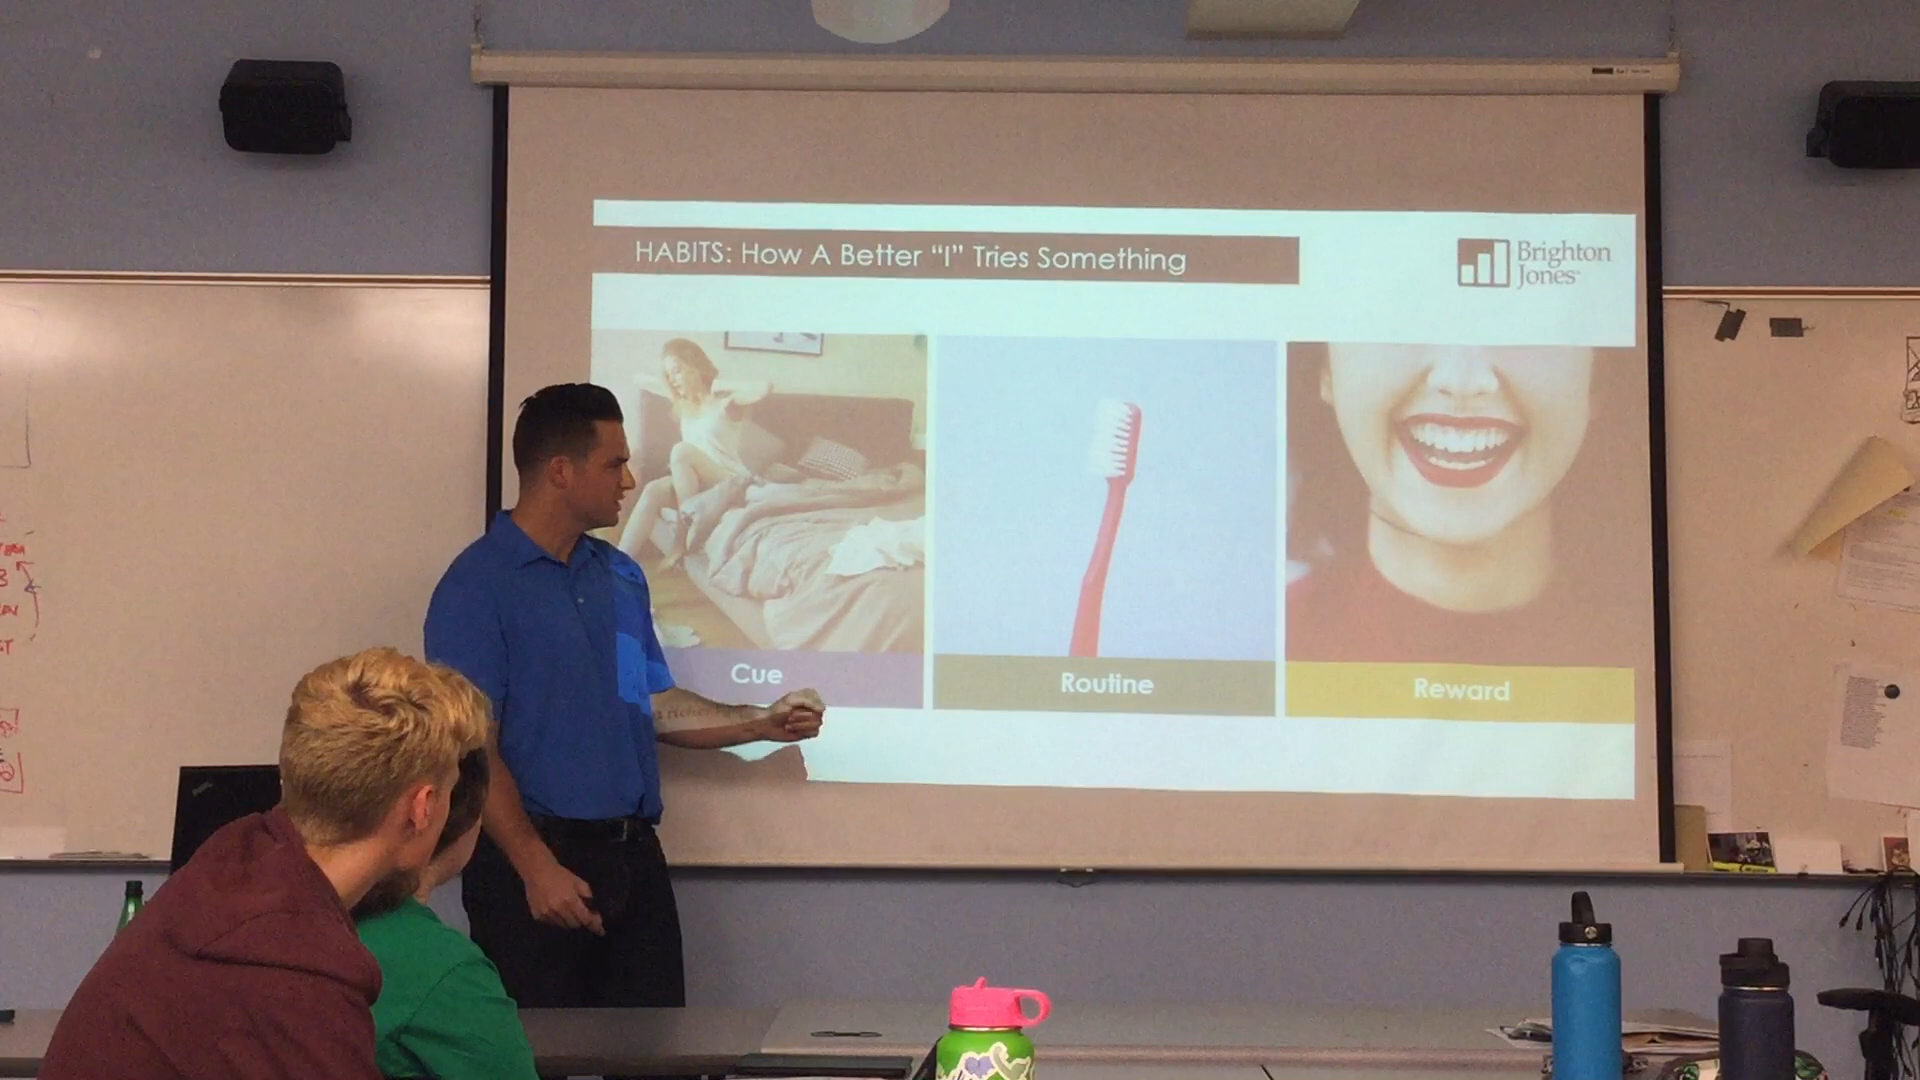 HABITS: How A Better “I” Tries Something
Brighton
Jones
Cue
Routine
Reward